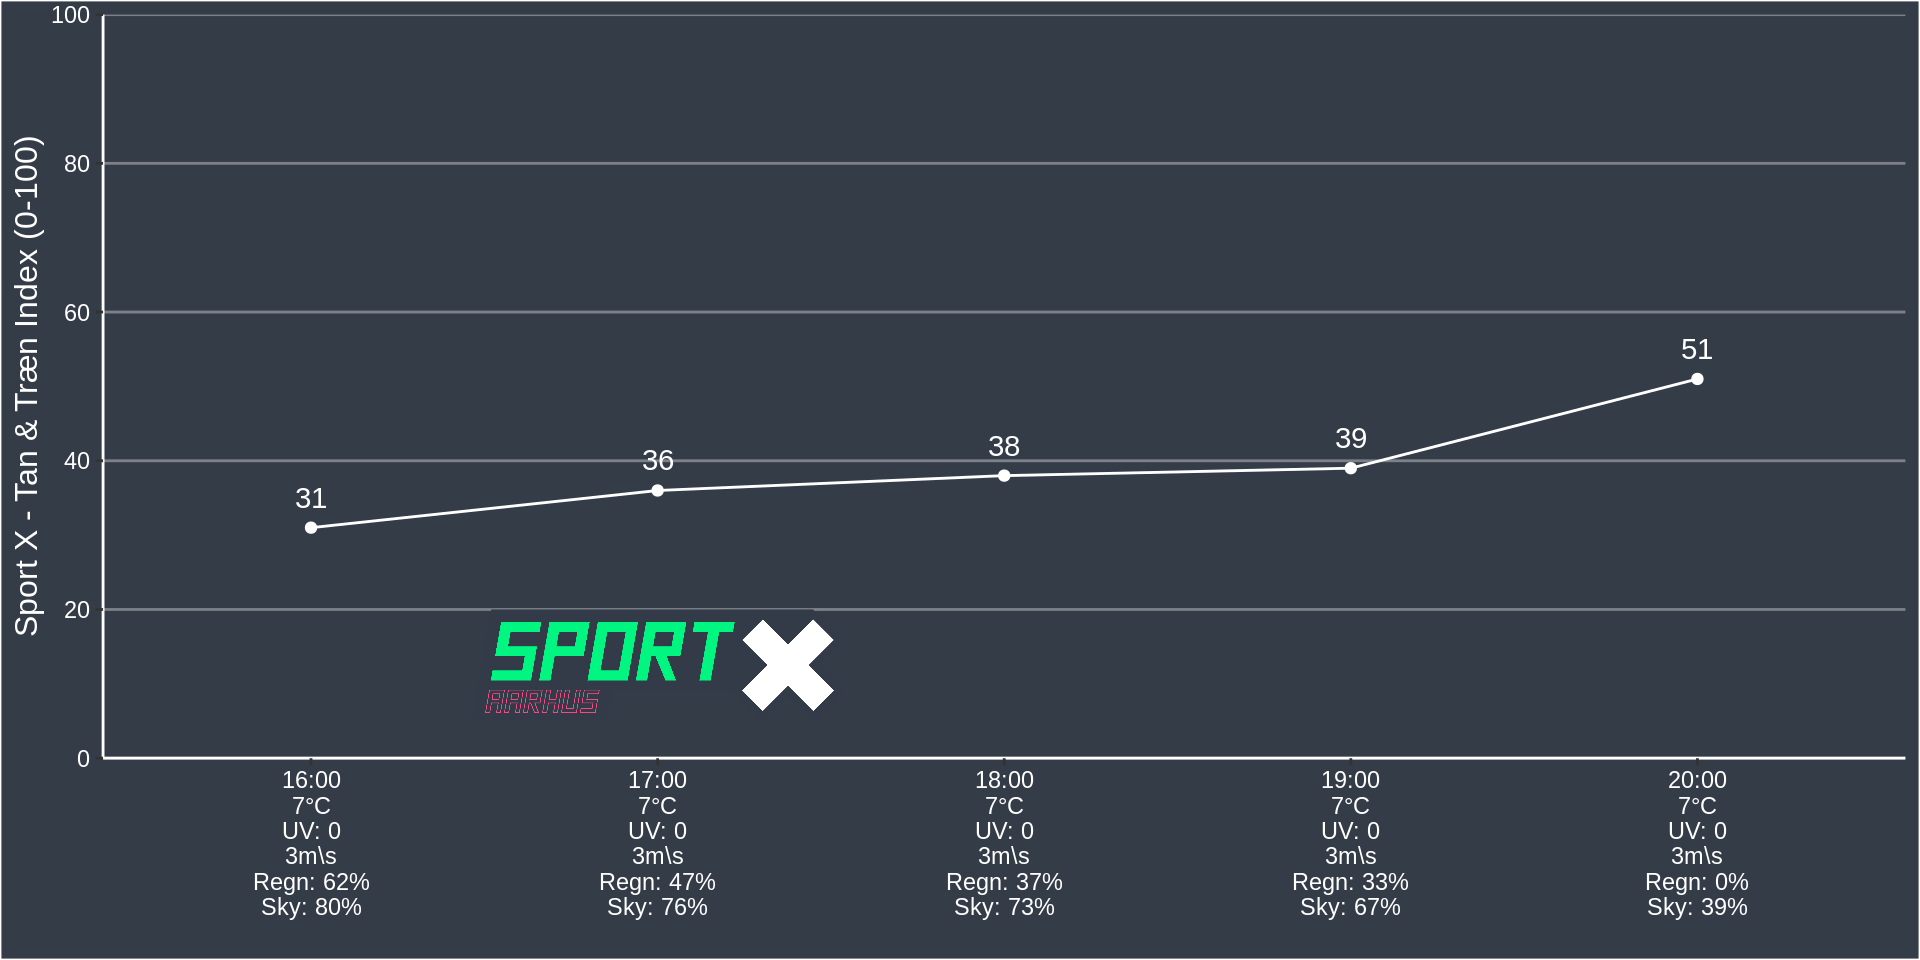 Sport X - Tan & Træn Index (0-100)
100
80
60
40
20
0
31
36
38
39
51
SPORT X
AARHUS
16:00
7°C
UV: 0
3m\s
Regn: 62%
Sky: 80%
17:00
7°C
UV: 0
3m\s
Regn: 47%
Sky: 76%
18:00
7°C
UV: 0
3m\s
Regn: 37%
Sky: 73%
19:00
7°C
UV: 0
3m\s
Regn: 33%
Sky: 67%
20:00
7°C
UV: 0
3m\s
Regn: 0%
Sky: 39%